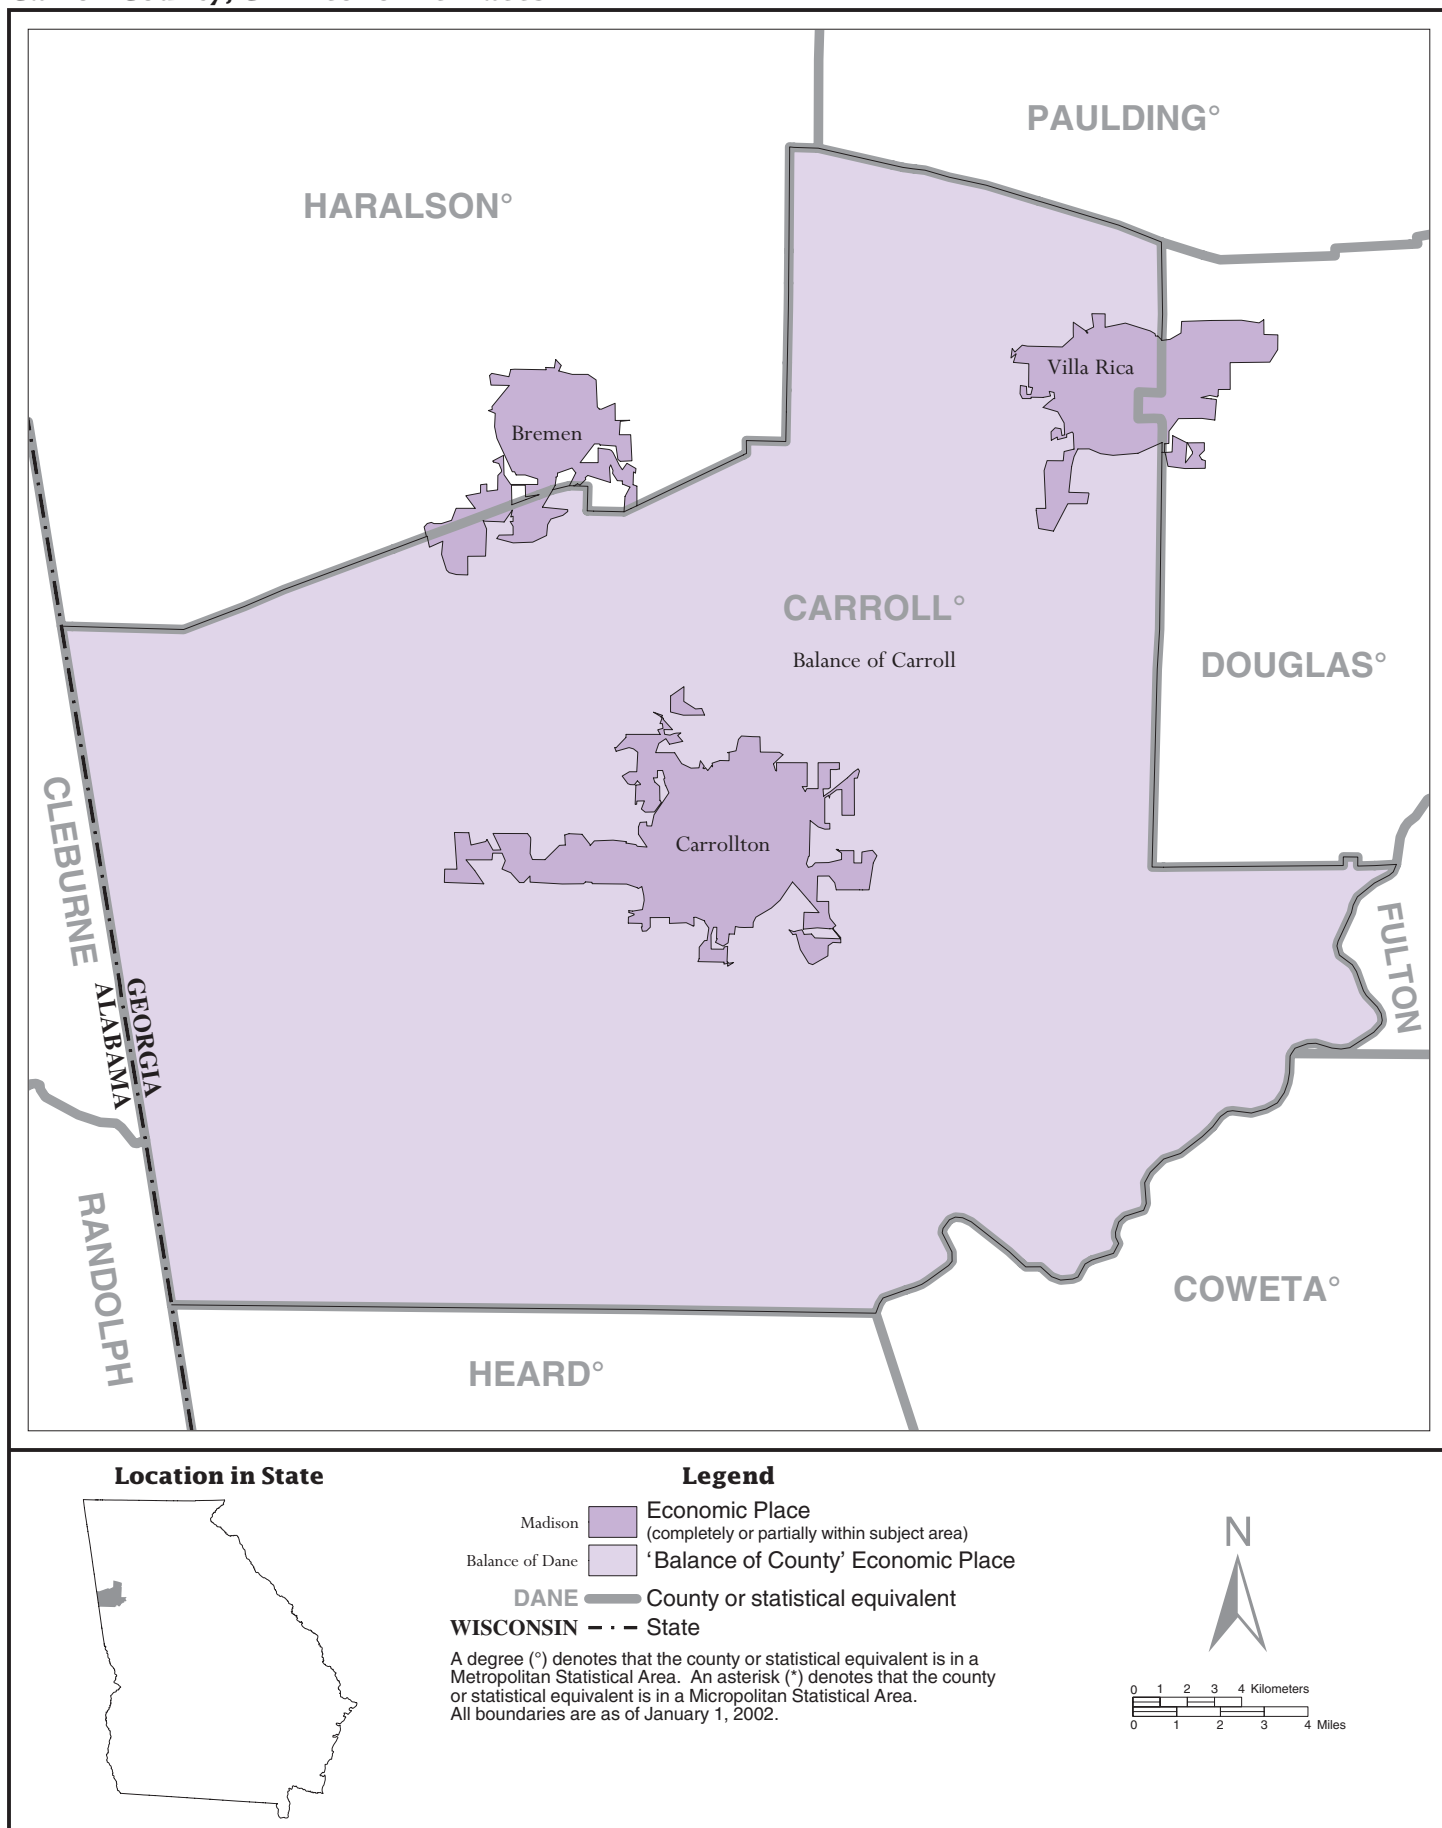 PAULDING°
HARALSON°
Villa Rica
Bremen
CARROLL°
Balance of Carroll
DOUGLAS°
CLEBURNE
Carrollton
FULTON
GEORGIA
ALABAMA
RANDOLPH
COWETA°
HEARD°
Location in State
Legend
Madison
Economic Place
(completely or partially within subject area)
Balance of Dane
'Balance of County' Economic Place
DANE
County or statistical equivalent
WISCONSIN
State
A degree (°) denotes that the county or statistical equivalent is in a
Metropolitan Statistical Area. An asterisk (*) denotes that the county
or statistical equivalent is in a Micropolitan Statistical Area.
All boundaries are as of January 1, 2002.
N
0 1 2 3 4 Kilometers
0 1 2 3 4 Miles